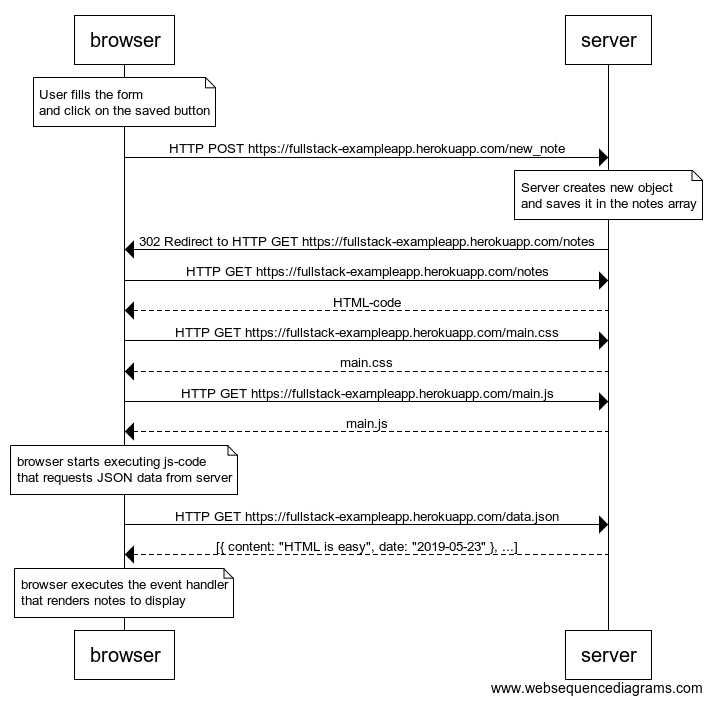 browser
server
User fills the form
and click on the saved button
HTTP POST https://fullstack-exampleapp.herokuapp.com/new_note
Server creates new object
and saves it in the notes array
302 Redirect to HTTP GET https://fullstack-exampleapp.herokuapp.com/notes
HTTP GET https://fullstack-exampleapp.herokuapp.com/notes
HTML-code
HTTP GET https://fullstack-exampleapp.herokuapp.com/main.css
main.css
HTTP GET https://fullstack-exampleapp.herokuapp.com/main.js
main.js
browser starts executing js-code
that requests JSON data from server
HTTP GET https://fullstack-exampleapp.herokuapp.com/data.json
[{ content: "HTML is easy", date: "2019-05-23" }, ...]
browser executes the event handler
that renders notes to display
browser
server
www.websequencediagrams.com